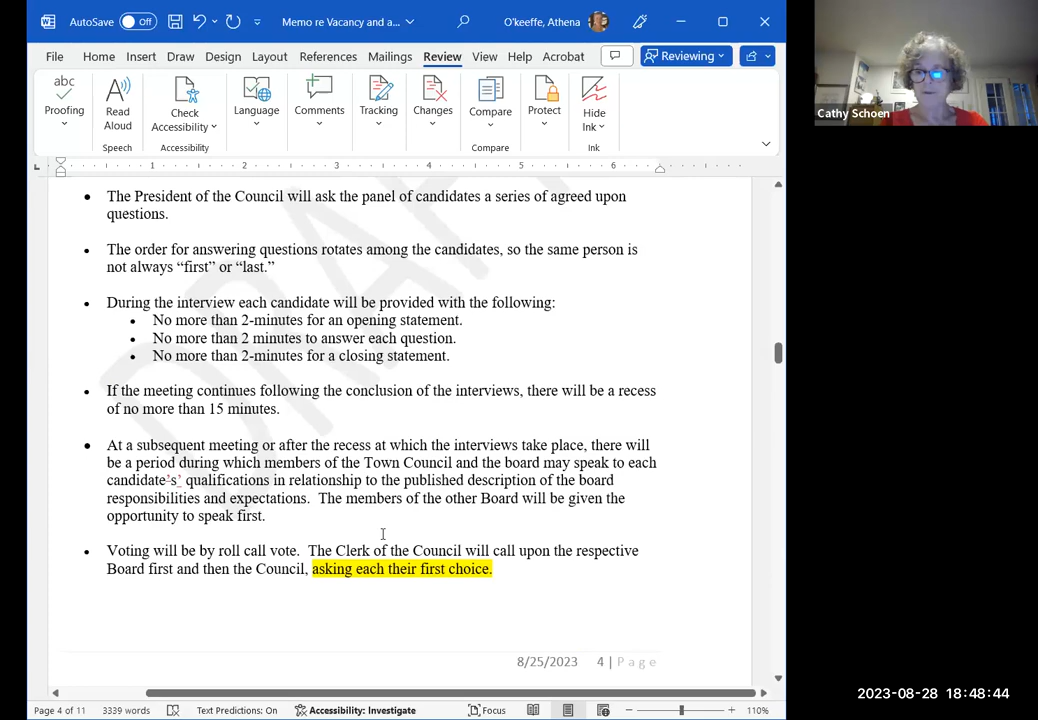 AutoSave Off Memo re Vacancy and a... O'keeffe, Athena
File Home Insert Draw Design Layout References Mailings Review View Help Acrobat Reviewing
Proofing Read Aloud Check Accessibility Language Comments Tracking Changes Compare Protect Hide Ink
Speech Accessibility Compare Ink
Cathy Schoen
1 2 3 4 5 6
DRAFT
• The President of the Council will ask the panel of candidates a series of agreed upon
questions.
• The order for answering questions rotates among the candidates, so the same person is
not always “first” or “last.”
• During the interview each candidate will be provided with the following:
• No more than 2-minutes for an opening statement.
• No more than 2 minutes to answer each question.
• No more than 2-minutes for a closing statement.
• If the meeting continues following the conclusion of the interviews, there will be a recess
of no more than 15 minutes.
• At a subsequent meeting or after the recess at which the interviews take place, there will
be a period during which members of the Town Council and the board may speak to each
candidate's' qualifications in relationship to the published description of the board
responsibilities and expectations. The members of the other Board will be given the
opportunity to speak first.
• Voting will be by roll call vote. The Clerk of the Council will call upon the respective
Board first and then the Council, asking each their first choice.
8/25/2023 4 | Page
2023-08-28 18:48:44
Page 4 of 11 3339 words Text Predictions: On Accessibility: Investigate Focus 110%